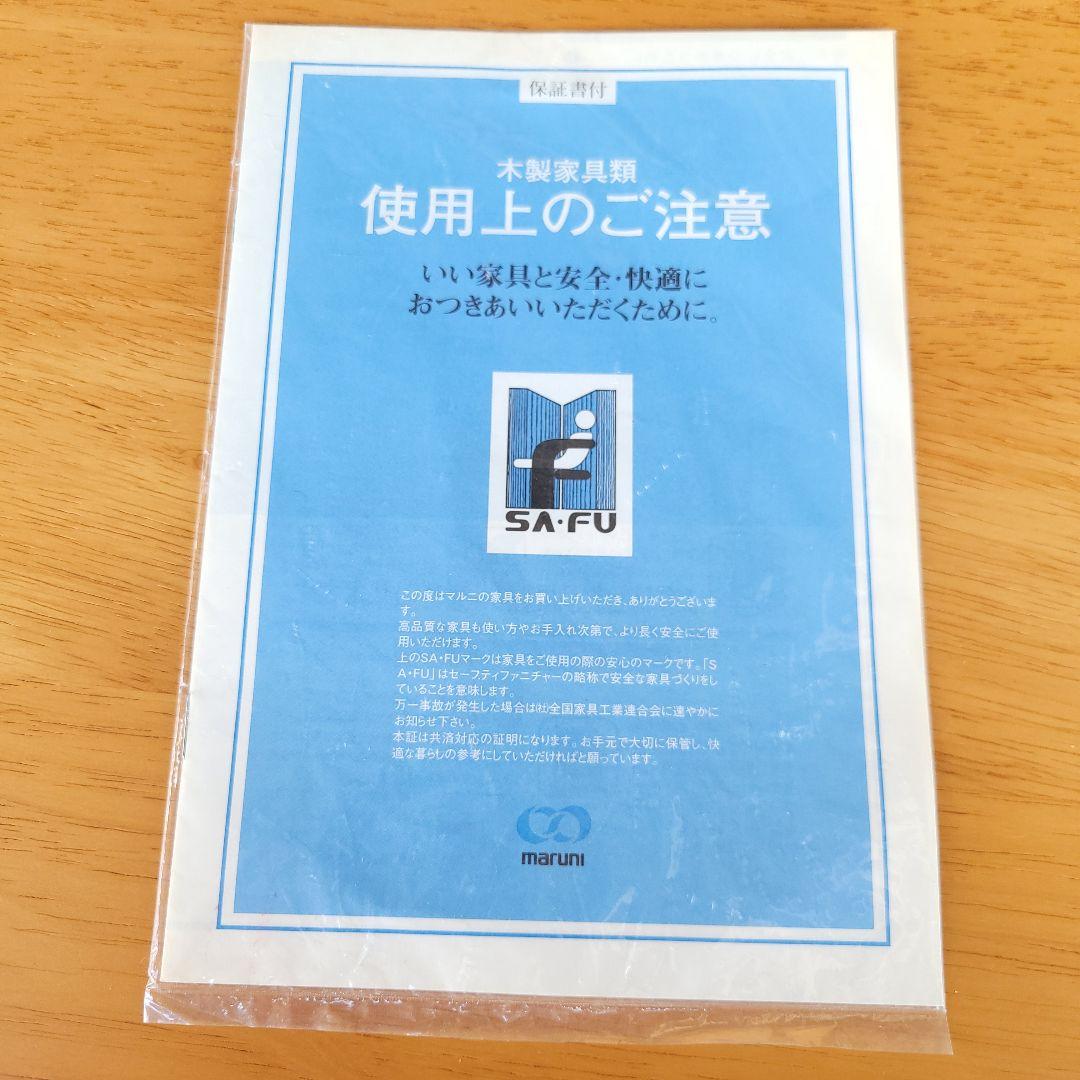 保証書付
木製家具類
使用上のご注意
いい家具と安全・快適に
おつきあいいただくために。
f
SA・FU
この度はマルニの家具をお買い上げいただき、ありがとうございま
す。
高品質な家具も使い方やお手入れ次第で、より長く安全にご使
用いただけます。
上のSA・FUマークは家具をご使用の際の安心のマークです。「S
A・FU」はセーフティファニチャーの略称で安全な家具づくりをし
ていることを意味します。
万一事故が発生した場合は㈳全国家具工業連合会に速やかに
お知らせ下さい。
本証は共済対応の証明になります。お手元で大切に保管し、快
適な暮らしの参考にしていただければと願っています。
maruni